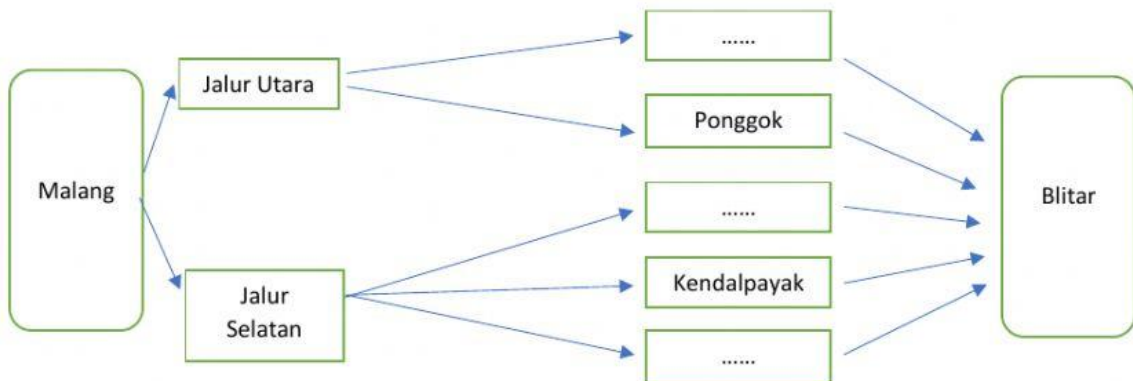 Malang
Jalur Utara
Jalur
Selatan
……
Ponggok
……
Kendalpayak
……
Blitar